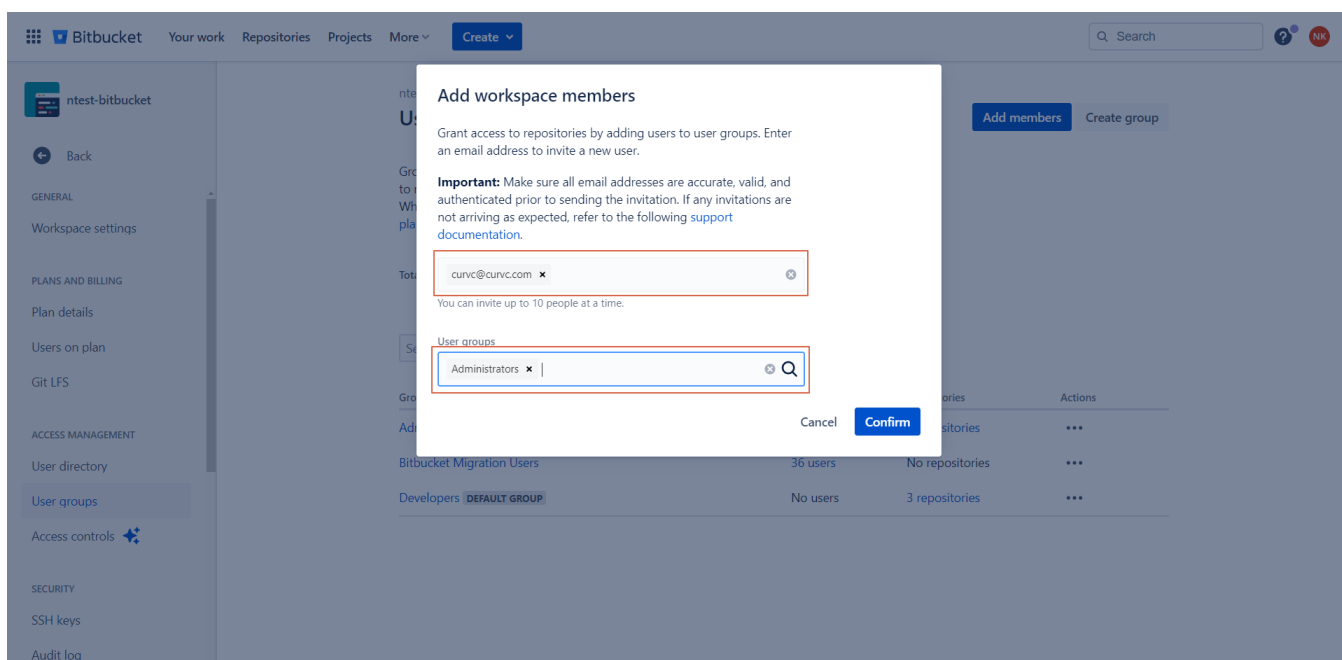 Bitbucket Your work Repositories Projects More Create Search NK
ntest-bitbucket
Back
GENERAL
Workspace settings
PLANS AND BILLING
Plan details
Users on plan
Git LFS
ACCESS MANAGEMENT
User directory
User groups
Access controls
SECURITY
SSH keys
Audit log
Add members Create group
Add workspace members
Grant access to repositories by adding users to user groups. Enter
an email address to invite a new user.
Important: Make sure all email addresses are accurate, valid, and
authenticated prior to sending the invitation. If any invitations are
not arriving as expected, refer to the following support
documentation.
curvc@curvc.com
You can invite up to 10 people at a time.
User groups
Administrators
Cancel Confirm
Actions
Bitbucket Migration Users 36 users No repositories
Developers DEFAULT GROUP No users 3 repositories